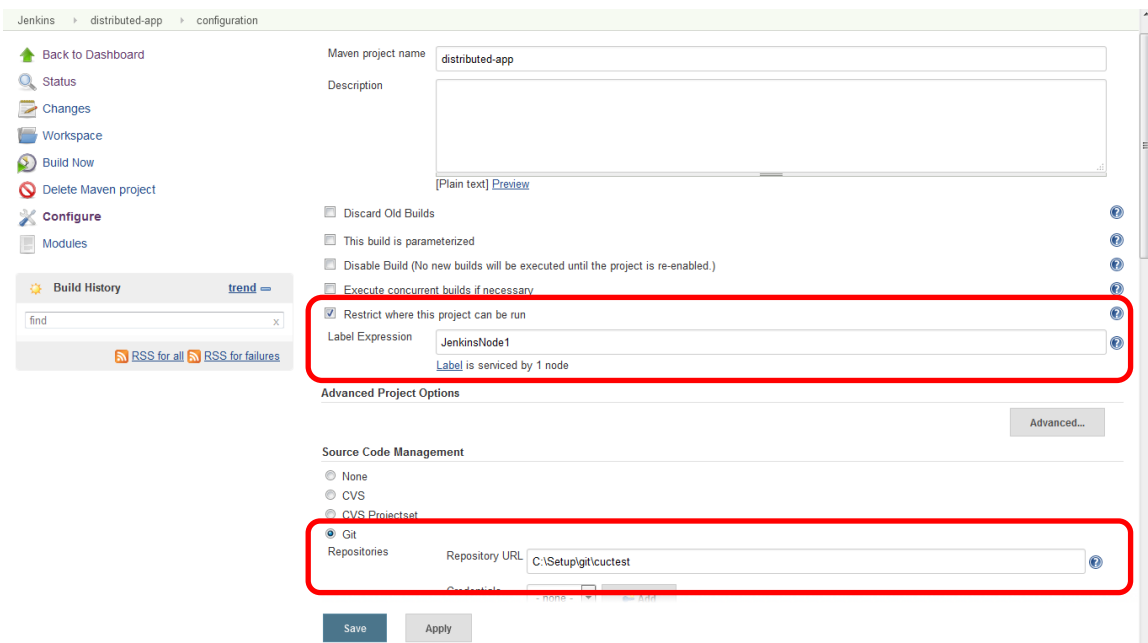 Jenkins distributed-app configuration
Back to Dashboard
Status
Changes
Workspace
Build Now
Delete Maven project
Configure
Modules
Build History trend
find x
RSS for all RSS for failures
Maven project name distributed-app
Description
[Plain text] Preview
Discard Old Builds
This build is parameterized
Disable Build (No new builds will be executed until the project is re-enabled.)
Execute concurrent builds if necessary
Restrict where this project can be run
Label Expression JenkinsNode1
Label is serviced by 1 node
Advanced Project Options
Advanced...
Source Code Management
None
CVS
CVS Projectset
Git
Repositories Repository URL C:\Setup\git\cuctest
Credentials - none - Add
Save Apply